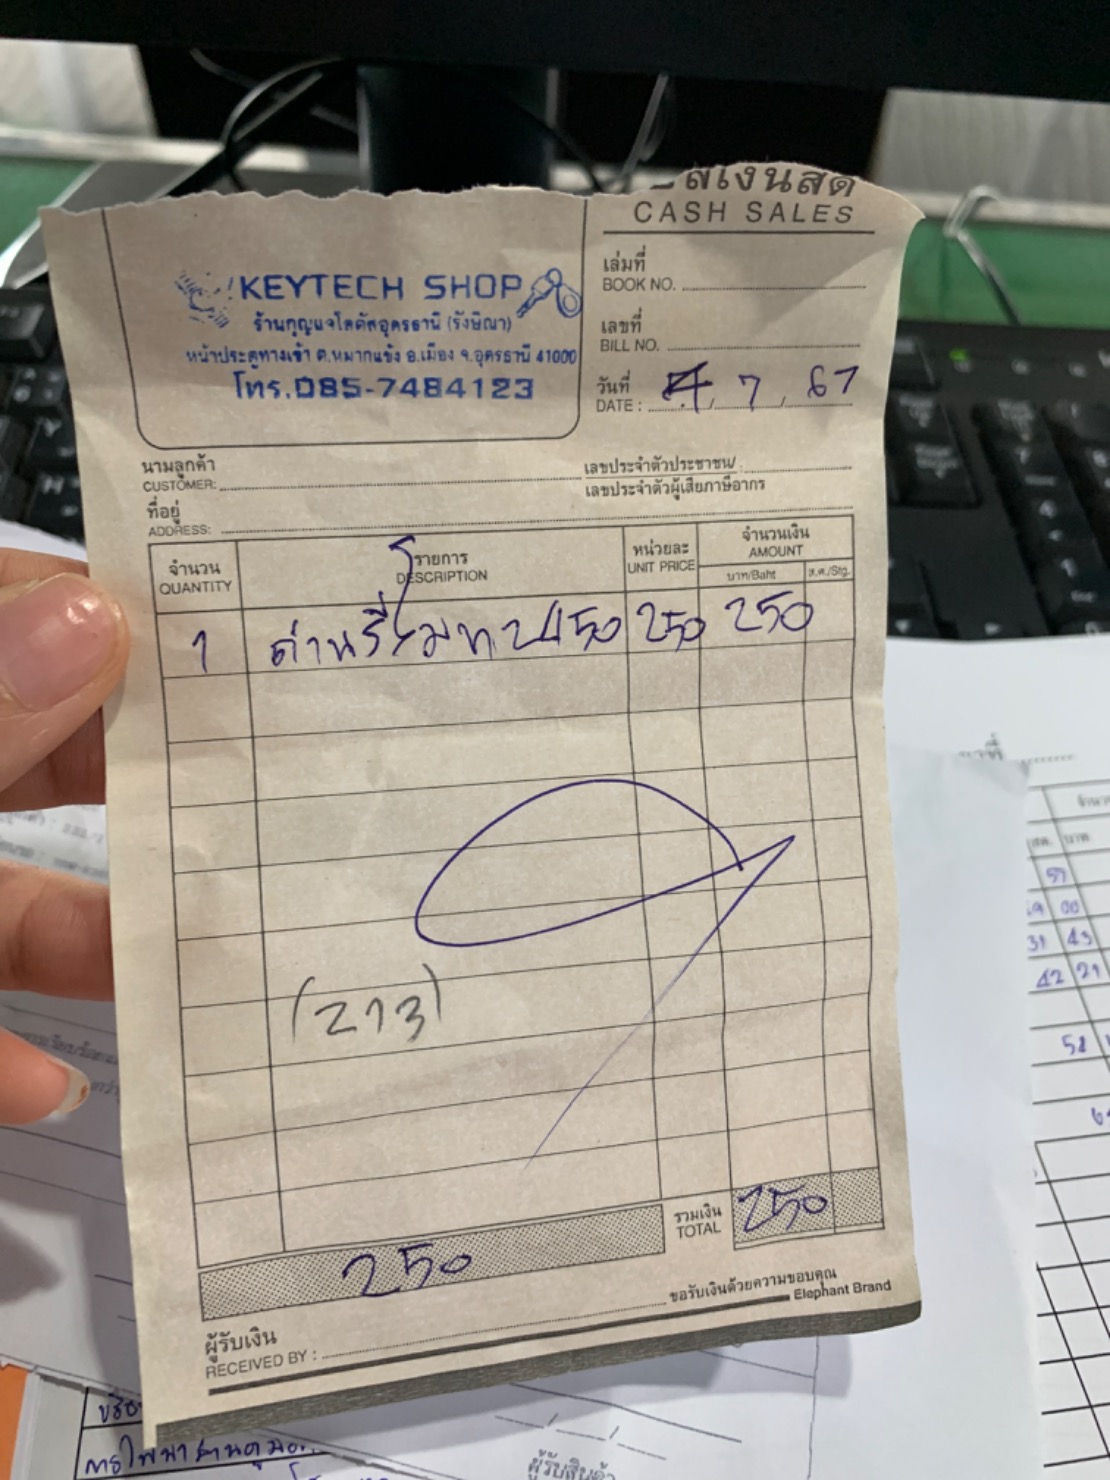 บิลเงินสด
CASH SALES
KEYTECH SHOP
ร้านกุญแจโลตัสอุดรธานี (รังษิณา)
หน้าประตูทางเข้า ต.หมากแข้ง อ.เมือง จ.อุดรธานี 41000
โทร.085-7484123
เล่มที่
BOOK NO.
เลขที่
BILL NO.
วันที่ 4 7 67
DATE :
นามลูกค้า
CUSTOMER:
เลขประจำตัวประชาชน/
เลขประจำตัวผู้เสียภาษีอากร
ที่อยู่
ADDRESS:
จำนวน
QUANTITY
รายการ
DESCRIPTION
หน่วยละ
UNIT PRICE
จำนวนเงิน
AMOUNT
บาท/Baht ส.ต./Stg.
1 ถ่านรีโมท 2450 250 250
(213)
รวมเงิน
TOTAL
250
250
ขอรับเงินด้วยความขอบคุณ
Elephant Brand
ผู้รับเงิน
RECEIVED BY :
ผู้รับสินค้า